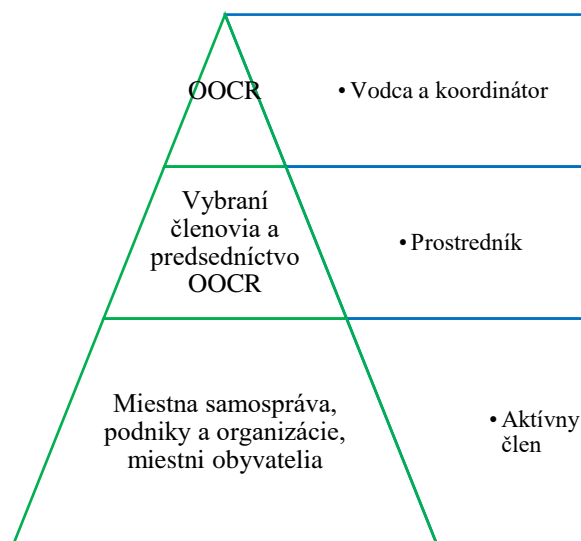 OOCR
• Vodca a koordinátor
Vybraní
členovia a
predsedníctvo
OOCR
• Prostredník
Miestna samospráva,
podniky a organizácie,
miestni obyvatelia
• Aktívny
člen